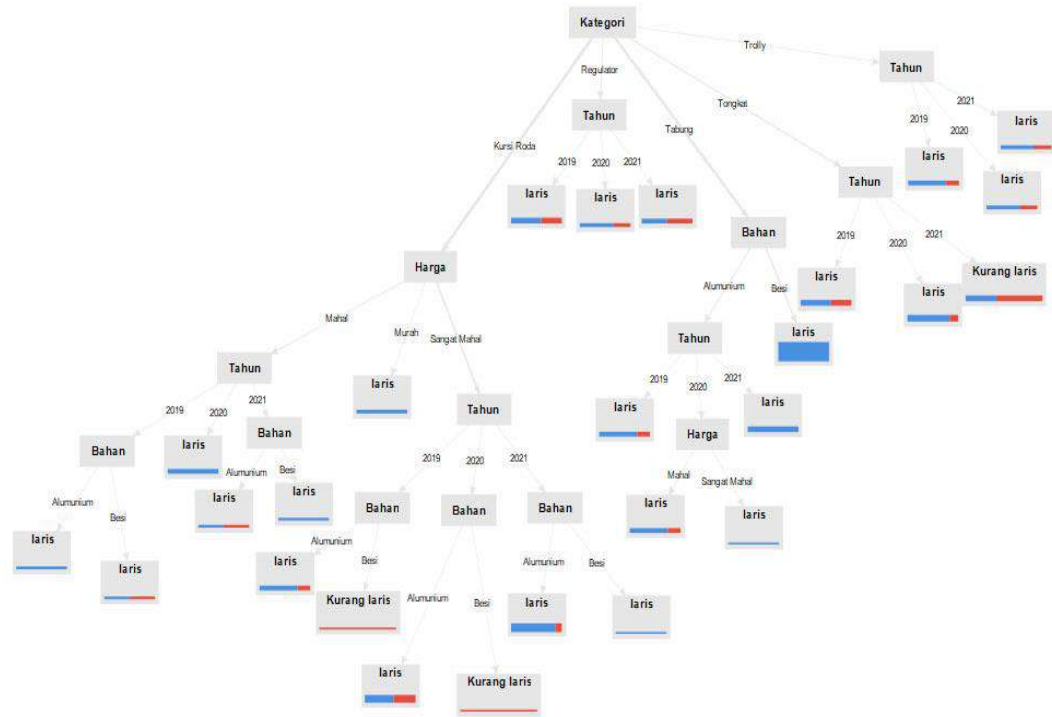 Kategori
Trolly
Tahun
Regulator
Tongkat
2021
Tahun
Tabung
2019
2020
laris
Kursi Roda
laris
2019
2020
2021
Tahun
laris
laris
laris
laris
Bahan
2019
2020
2021
Harga
Kurang laris
laris
Alumunium
Besi
laris
Mahal
Murah
Sangat Mahal
Tahun
laris
Tahun
laris
Tahun
2019
2020
2021
2019
2020
2021
laris
laris
Bahan
laris
Bahan
Harga
2019
2020
2021
Alumunium
Besi
Mahal
Sangat Mahal
Alumunium
Besi
laris
laris
Bahan
Bahan
Bahan
laris
laris
laris
laris
Alumunium
Besi
Alumunium
Besi
Alumunium
Besi
laris
Kurang laris
laris
laris
laris
Kurang laris